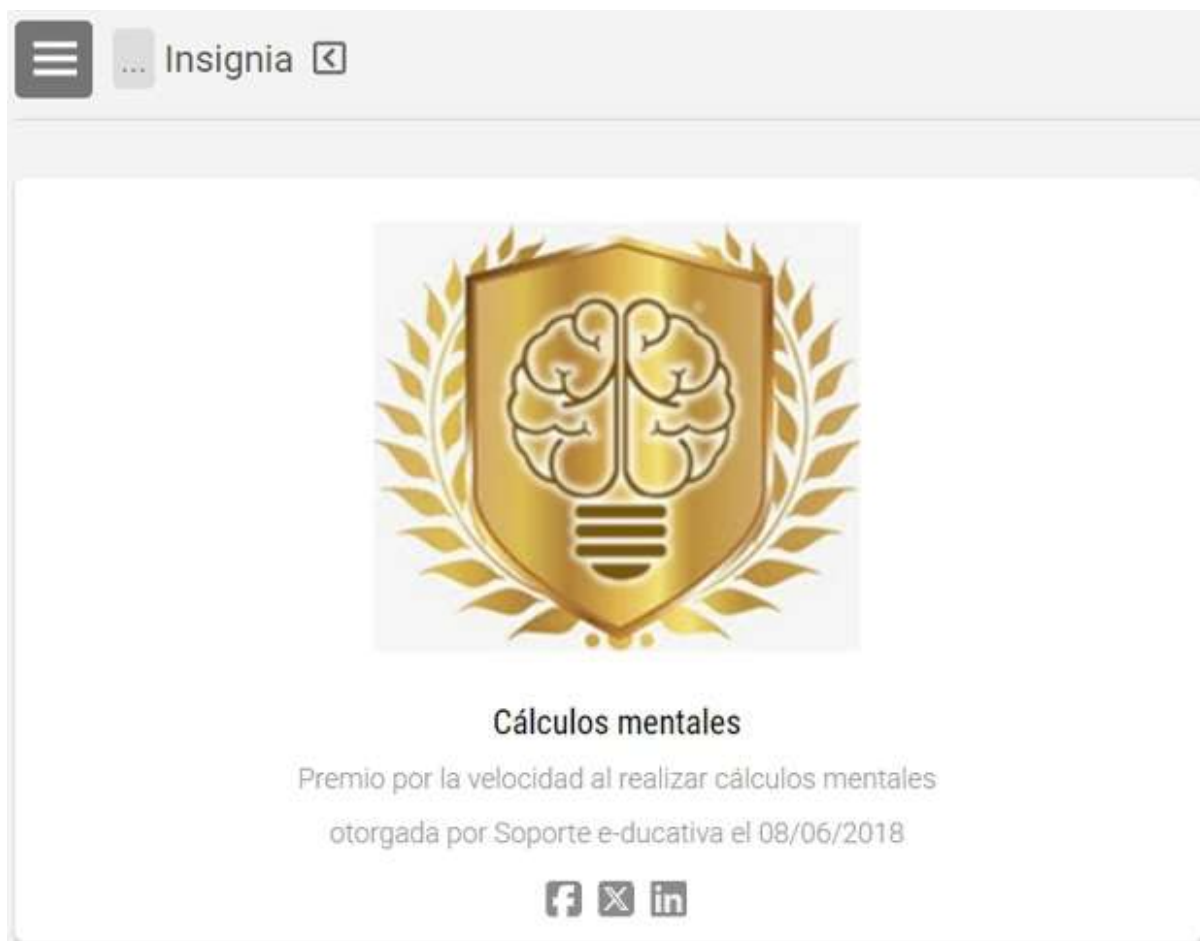 ... Insignia
Cálculos mentales
Premio por la velocidad al realizar cálculos mentales
otorgada por Soporte e-ducativa el 08/06/2018